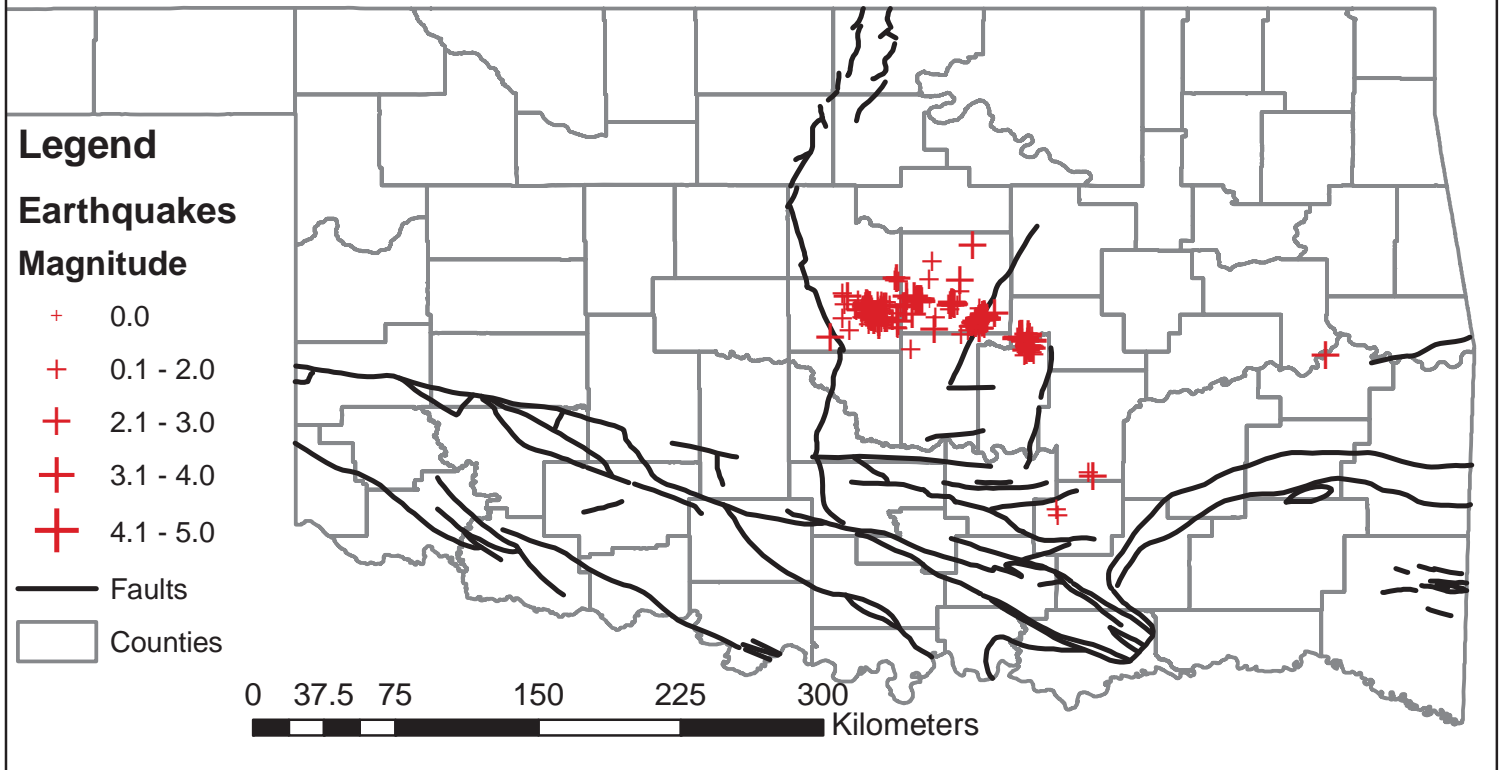 Legend
Earthquakes
Magnitude
0.0
0.1 - 2.0
2.1 - 3.0
3.1 - 4.0
4.1 - 5.0
Faults
Counties
0 37.5 75 150 225 300
Kilometers